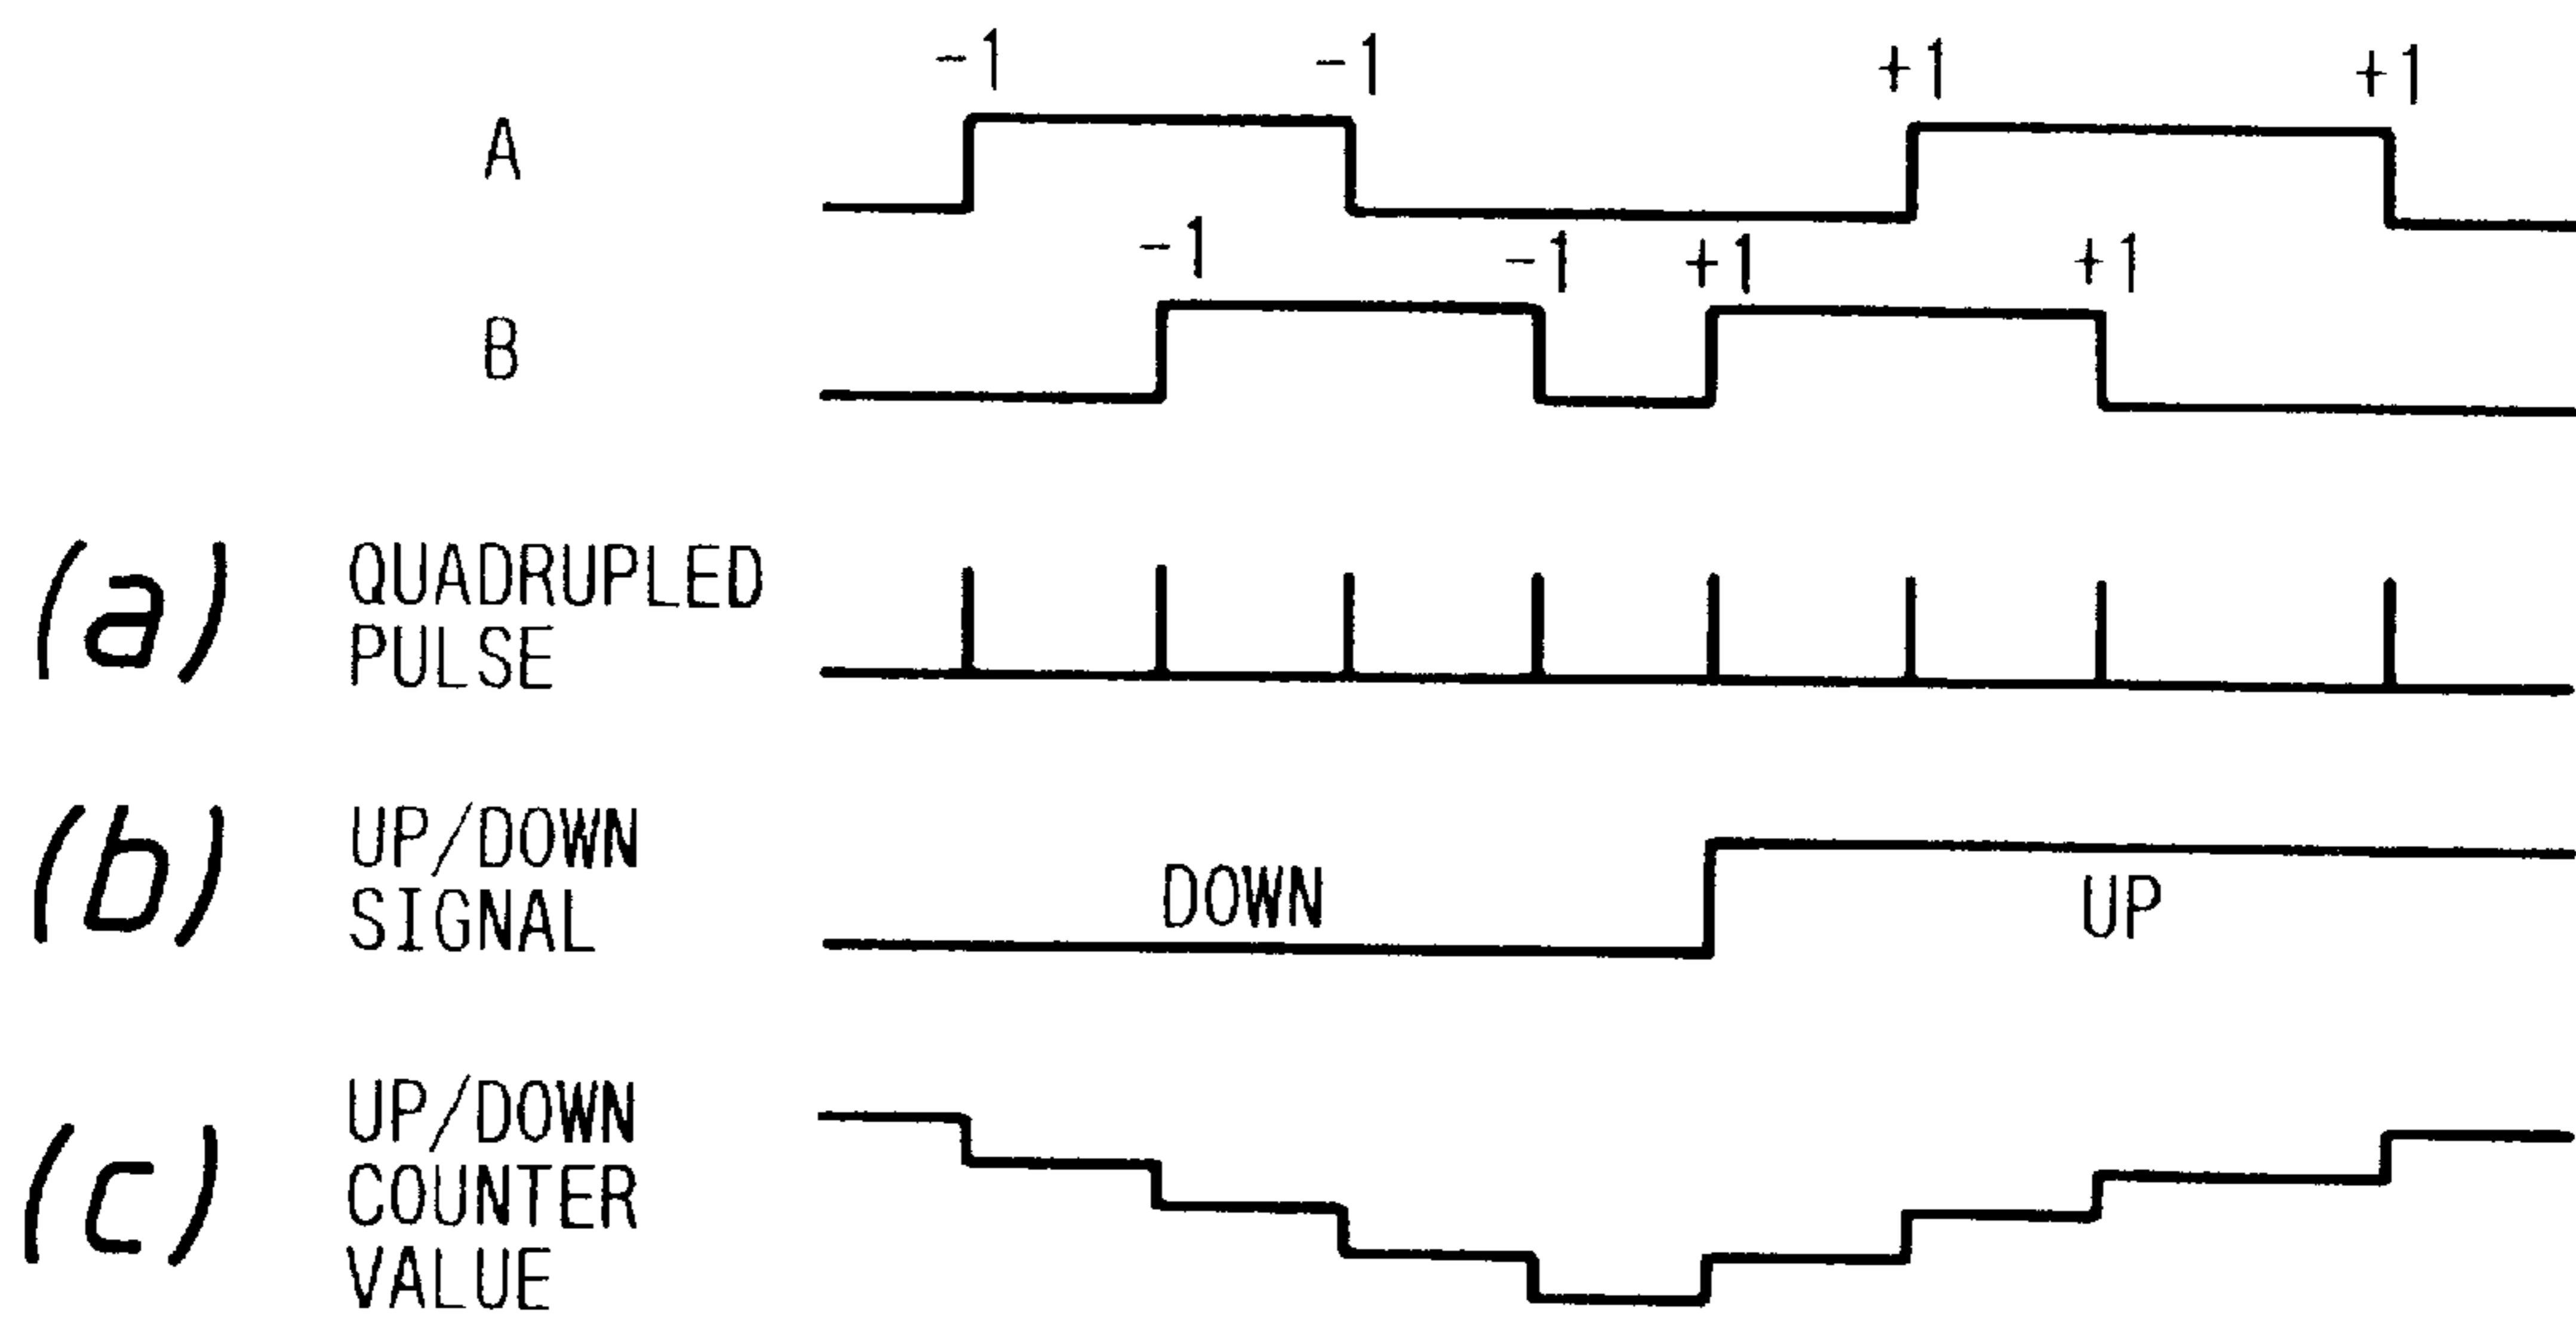 -1 -1 +1 +1
A
-1 -1 +1 +1
B
(a) QUADRUPLED
PULSE
(b) UP/DOWN
SIGNAL
DOWN
UP
(c) UP/DOWN
COUNTER
VALUE